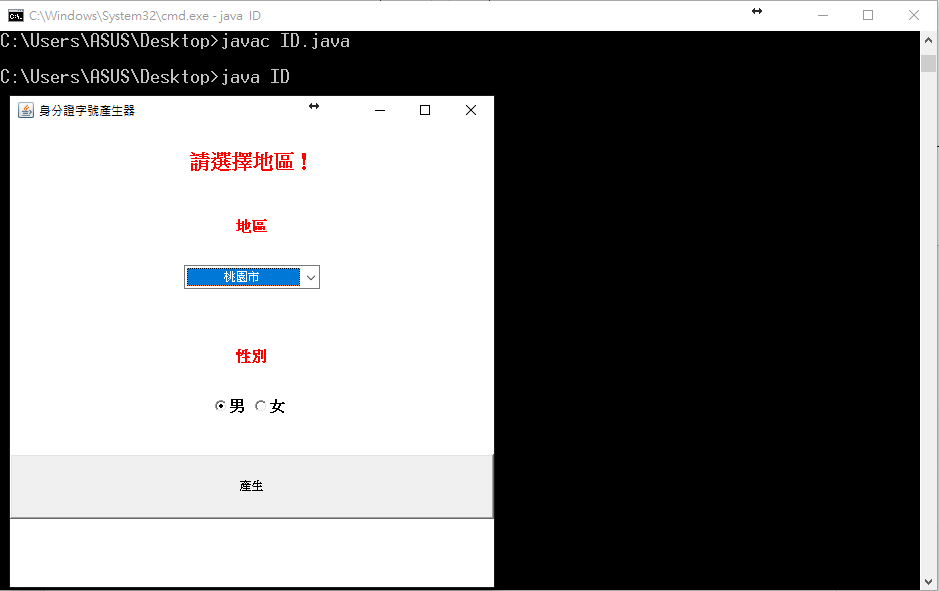 C:\Windows\System32\cmd.exe - java ID
C:\Users\ASUS\Desktop>javac ID.java
C:\Users\ASUS\Desktop>java ID
身分證字號產生器
請選擇地區！
地區
桃園市
性別
男 女
產生